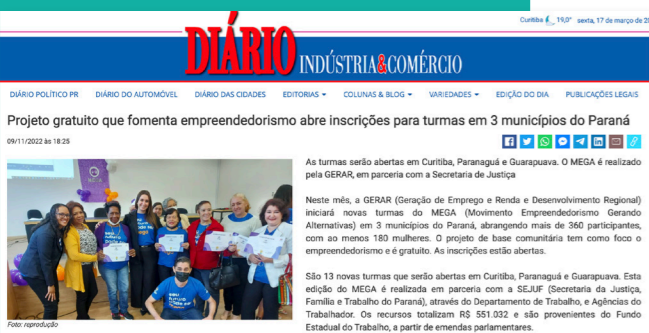 Curitiba 19,0° sexta, 17 de março de 20
DIÁRIO INDÚSTRIA&COMÉRCIO
DIÁRIO POLÍTICO PR DIÁRIO DO AUTOMÓVEL DIÁRIO DAS CIDADES EDITORIAS COLUNAS & BLOG VARIEDADES EDIÇÃO DO DIA PUBLICAÇÕES LEGAIS
Projeto gratuito que fomenta empreendedorismo abre inscrições para turmas em 3 municípios do Paraná
09/11/2022 às 18:25
As turmas serão abertas em Curitiba, Paranaguá e Guarapuava. O MEGA é realizado
pela GERAR, em parceria com a Secretaria de Justiça
Neste mês, a GERAR (Geração de Emprego e Renda e Desenvolvimento Regional)
iniciará novas turmas do MEGA (Movimento Empreendedorismo Gerando
Alternativas) em 3 municípios do Paraná, abrangendo mais de 360 participantes,
com ao menos 180 mulheres. O projeto de base comunitária tem como foco o
empreendedorismo e é gratuito. As inscrições estão abertas.
São 13 novas turmas que serão abertas em Curitiba, Paranaguá e Guarapuava. Esta
edição do MEGA é realizada em parceria com a SEJUF (Secretaria da Justiça,
Família e Trabalho do Paraná), através do Departamento de Trabalho, e Agências do
Trabalhador. Os recursos totalizam R$ 551.032 e são provenientes do Fundo
Estadual do Trabalho, a partir de emendas parlamentares.
Foto: reprodução